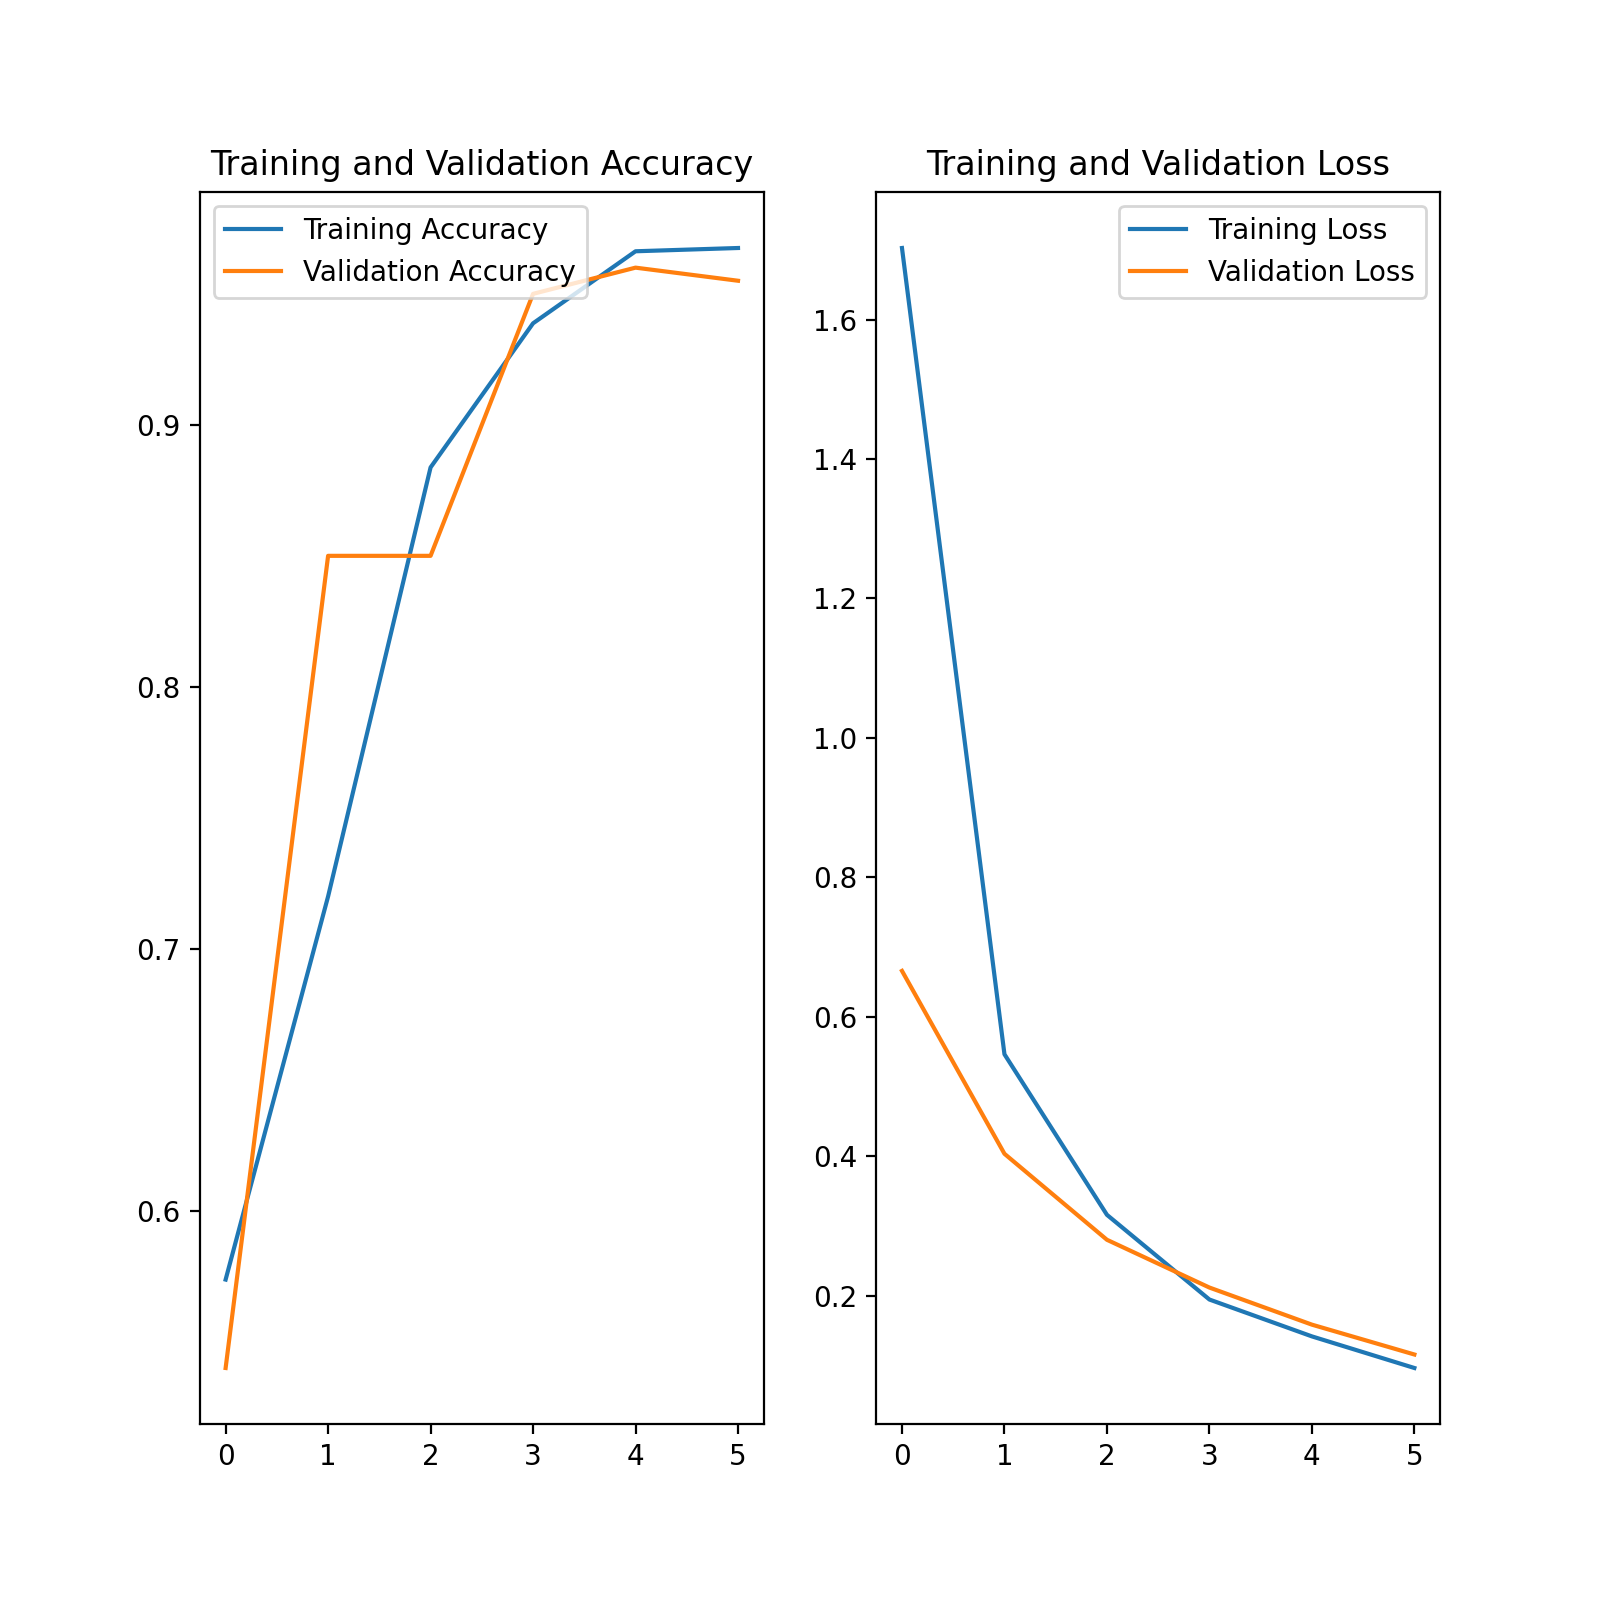 Training and Validation Accuracy
Training Accuracy
Validation Accuracy
0.9
0.8
0.7
0.6
0 1 2 3 4 5
Training and Validation Loss
Training Loss
Validation Loss
1.6
1.4
1.2
1.0
0.8
0.6
0.4
0.2
0 1 2 3 4 5